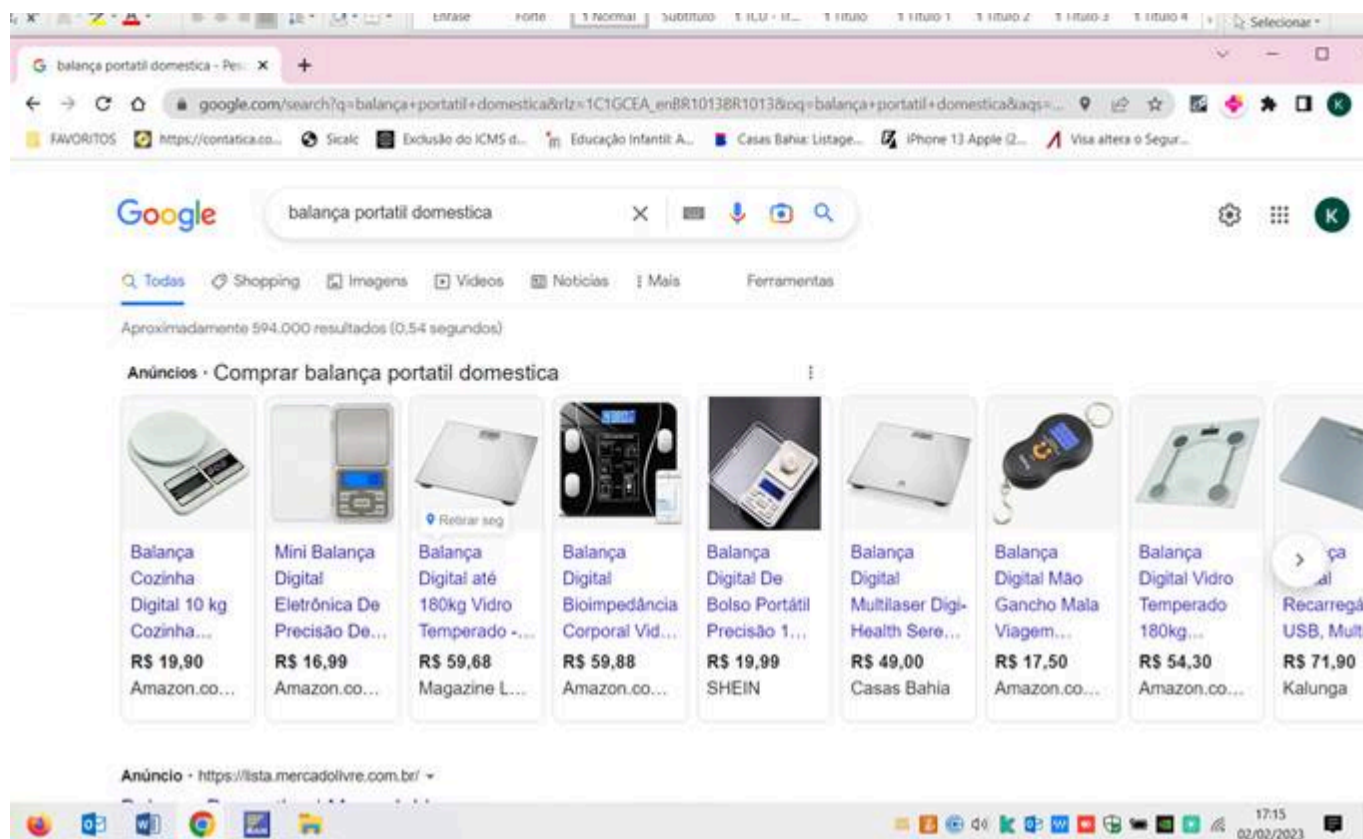 Ênfase Forte 1 Normal Subtítulo Título Título 1 Título 2 Título 3 Título 4 Selecionar
balança portatil domestica - Pes
google.com/search?q=balança+portatil+domestica&rlz=1C1GCEA_enBR1013BR1013&oq=balança+portatil+domestica&aqs=...
FAVORITOS https://contatica.co... Sicalc Exclusão do ICMS d... Educação Infantil: A... Casas Bahia: Listage... iPhone 13 Apple (2... Visa altera o Segur...
Google balança portatil domestica K
Todas Shopping Imagens Vídeos Notícias Mais Ferramentas
Aproximadamente 594.000 resultados (0,54 segundos)
Anúncios · Comprar balança portatil domestica
Retirar seg
Balança
Cozinha
Digital 10 kg
Cozinha...
R$ 19,90
Amazon.co...
Mini Balança
Digital
Eletrônica De
Precisão De...
R$ 16,99
Amazon.co...
Balança
Digital até
180kg Vidro
Temperado -...
R$ 59,68
Magazine L...
Balança
Digital
Bioimpedância
Corporal Vid...
R$ 59,88
Amazon.co...
Balança
Digital De
Bolso Portátil
Precisão 1...
R$ 19,99
SHEIN
Balança
Digital
Multilaser Digi-
Health Sere...
R$ 49,00
Casas Bahia
Balança
Digital Mão
Gancho Mala
Viagem...
R$ 17,50
Amazon.co...
Balança
Digital Vidro
Temperado
180kg...
R$ 54,30
Amazon.co...
Recarregá
USB, Mult
R$ 71,90
Kalunga
Anúncio · https://lista.mercadolivre.com.br/
17:15
02/02/2023